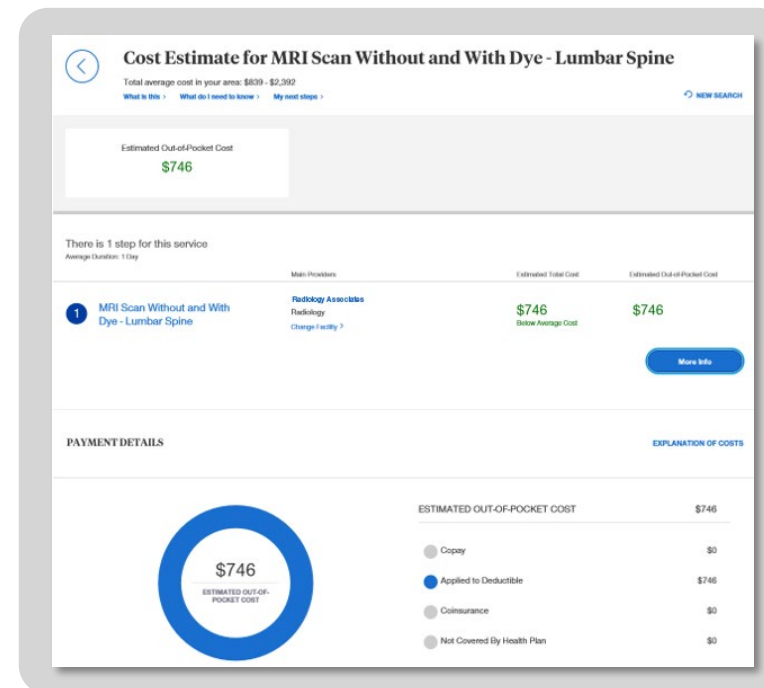 Cost Estimate for MRI Scan Without and With Dye - Lumbar Spine
Total average cost in your area: $839 - $2,392
What is this > What do I need to know > My next steps >
NEW SEARCH
Estimated Out-of-Pocket Cost
$746
There is 1 step for this service
Average Duration: 1 Day
Main Providers Estimated Total Cost Estimated Out-of-Pocket Cost
1
MRI Scan Without and With
Dye - Lumbar Spine
Radiology Associates
Radiology
Change Facility >
$746
Below Average Cost
$746
More Info
PAYMENT DETAILS
EXPLANATION OF COSTS
$746
ESTIMATED OUT-OF-
POCKET COST
ESTIMATED OUT-OF-POCKET COST $746
Copay $0
Applied to Deductible $746
Coinsurance $0
Not Covered By Health Plan $0